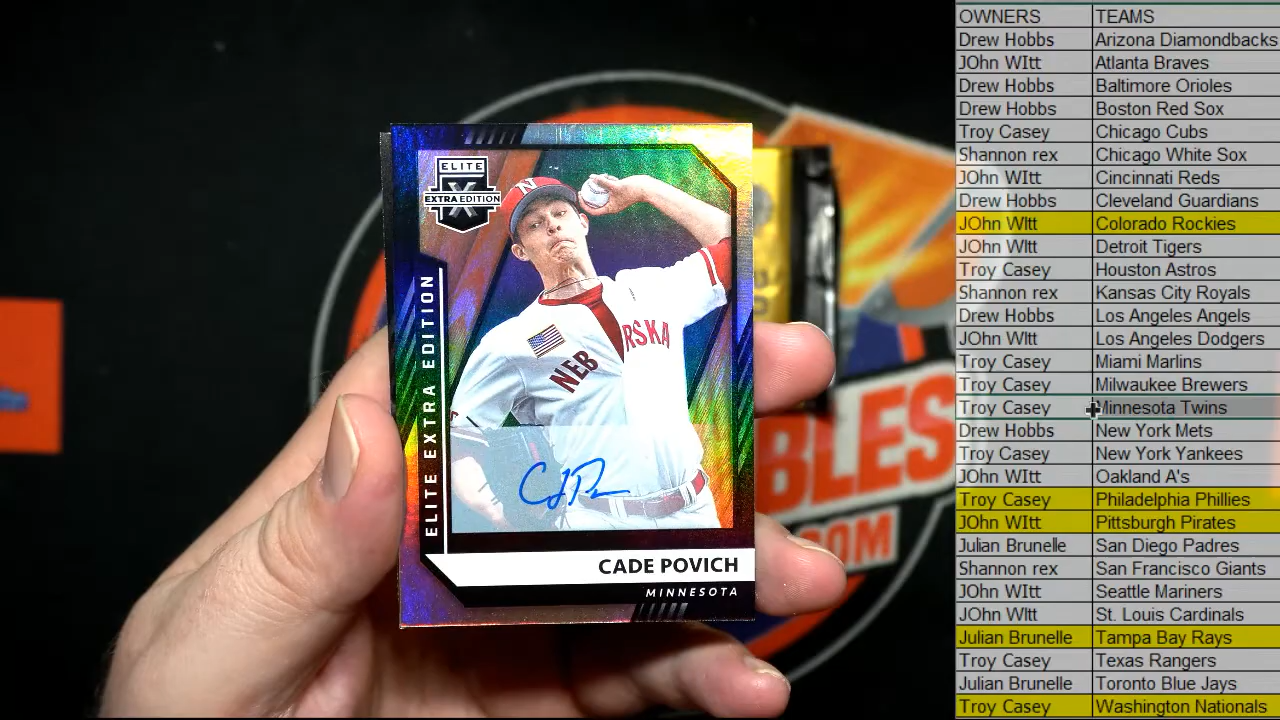 ELITE
X
EXTRA EDITION
ELITE EXTRA EDITION
N
NEB RSKA
CADE POVICH
MINNESOTA
BLES
.COM
OWNERS TEAMS
Drew Hobbs Arizona Diamondbacks
JOhn WItt Atlanta Braves
Drew Hobbs Baltimore Orioles
Drew Hobbs Boston Red Sox
Troy Casey Chicago Cubs
Shannon rex Chicago White Sox
JOhn WItt Cincinnati Reds
Drew Hobbs Cleveland Guardians
JOhn WItt Colorado Rockies
JOhn WItt Detroit Tigers
Troy Casey Houston Astros
Shannon rex Kansas City Royals
Drew Hobbs Los Angeles Angels
JOhn WItt Los Angeles Dodgers
Troy Casey Miami Marlins
Troy Casey Milwaukee Brewers
Troy Casey Minnesota Twins
Drew Hobbs New York Mets
Troy Casey New York Yankees
JOhn WItt Oakland A's
Troy Casey Philadelphia Phillies
JOhn WItt Pittsburgh Pirates
Julian Brunelle San Diego Padres
Shannon rex San Francisco Giants
JOhn WItt Seattle Mariners
JOhn WItt St. Louis Cardinals
Julian Brunelle Tampa Bay Rays
Troy Casey Texas Rangers
Julian Brunelle Toronto Blue Jays
Troy Casey Washington Nationals